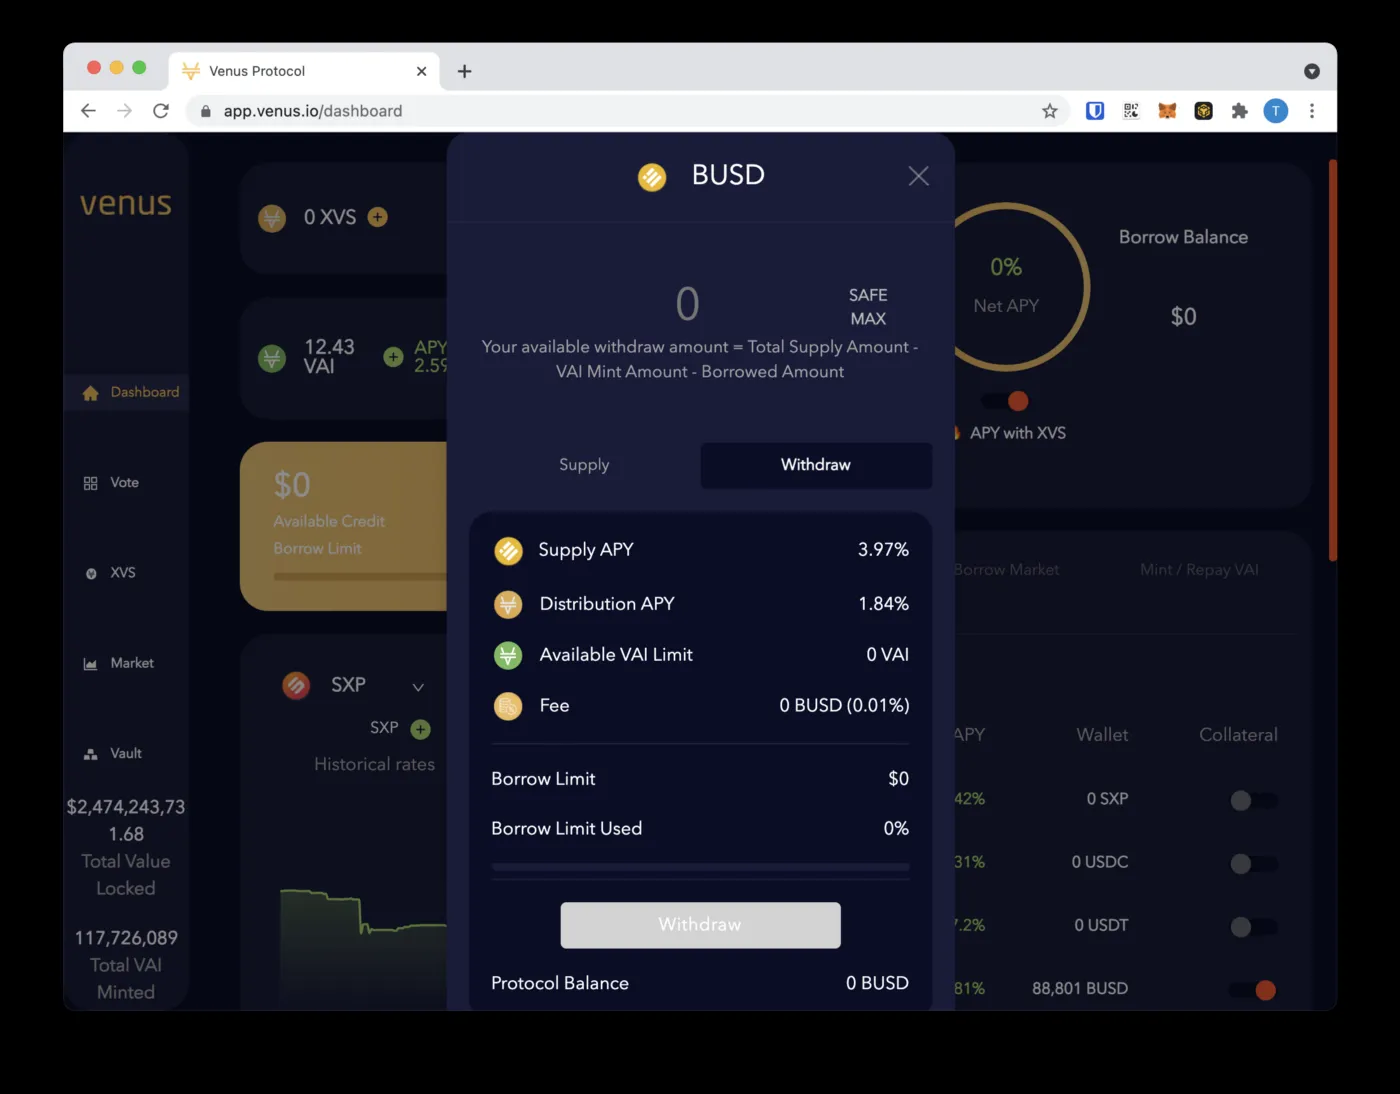 Venus Protocol
app.venus.io/dashboard
T
venus
Dashboard
Vote
XVS
Market
Vault
$2,474,243,73
1.68
Total Value
Locked
117,726,089
Total VAI
Minted
0 XVS
12.43
VAI
APY
2.59
$0
Available Credit
Borrow Limit
SXP
SXP
Historical rates
BUSD
0
SAFE
MAX
Your available withdraw amount = Total Supply Amount -
VAI Mint Amount - Borrowed Amount
Supply
Withdraw
Supply APY 3.97%
Distribution APY 1.84%
Available VAI Limit 0 VAI
Fee 0 BUSD (0.01%)
Borrow Limit $0
Borrow Limit Used 0%
Withdraw
Protocol Balance 0 BUSD
0%
Net APY
APY with XVS
Borrow Balance
$0
Borrow Market Mint / Repay VAI
APY Wallet Collateral
42% 0 SXP
31% 0 USDC
7.2% 0 USDT
81% 88,801 BUSD